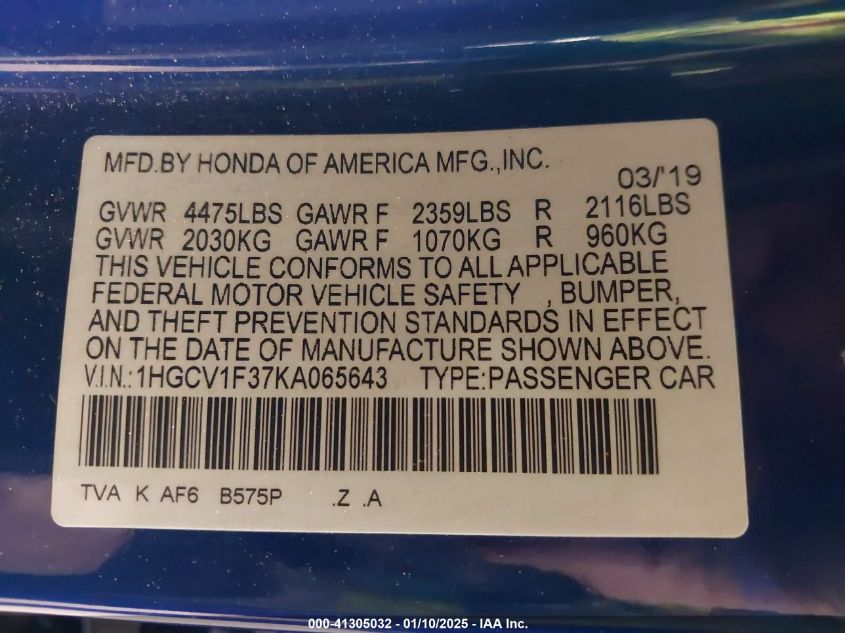 MFD.BY HONDA OF AMERICA MFG.,INC.
03/'19
GVWR 4475LBS GAWR F 2359LBS R 2116LBS
GVWR 2030KG GAWR F 1070KG R 960KG
THIS VEHICLE CONFORMS TO ALL APPLICABLE
FEDERAL MOTOR VEHICLE SAFETY , BUMPER,
AND THEFT PREVENTION STANDARDS IN EFFECT
ON THE DATE OF MANUFACTURE SHOWN ABOVE.
V.I.N.:1HGCV1F37KA065643 TYPE:PASSENGER CAR
TVA K AF6 B575P .Z .A
000-41305032 - 01/10/2025 - IAA Inc.